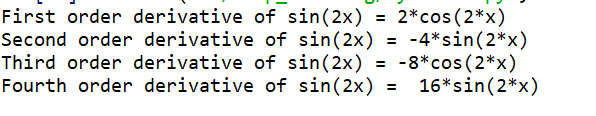 First order derivative of sin(2x) = 2*cos(2*x)
Second order derivative of sin(2x) = -4*sin(2*x)
Third order derivative of sin(2x) = -8*cos(2*x)
Fourth order derivative of sin(2x) =  16*sin(2*x)